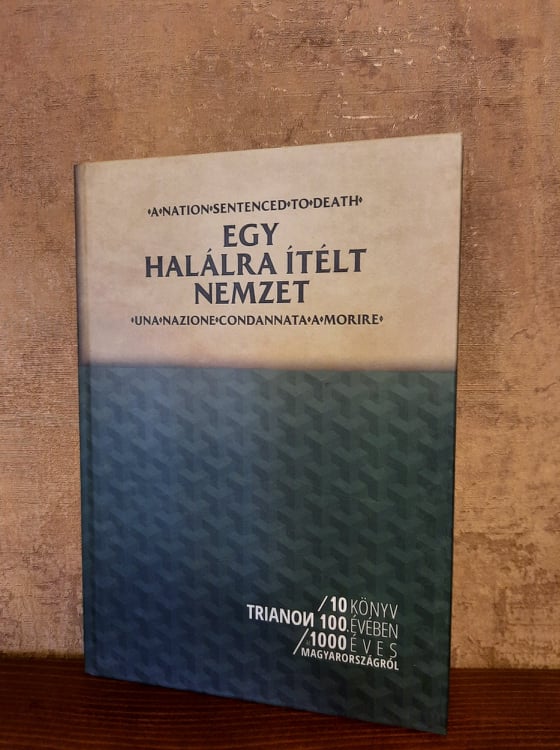 ◆A◆NATION◆SENTENCED◆TO◆DEATH◆
EGY
HALÁLRA ÍTÉLT
NEMZET
◆UNA◆NAZIONE◆CONDANNATA◆A◆MORIRE◆
/10 KÖNYV
TRIANON 100. ÉVÉBEN
/1000 ÉVES
MAGYARORSZÁGRÓL